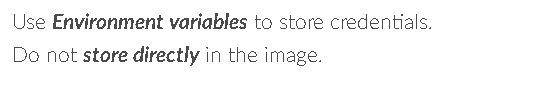 Use Environment variables to store credentials.
Do not store directly in the image.